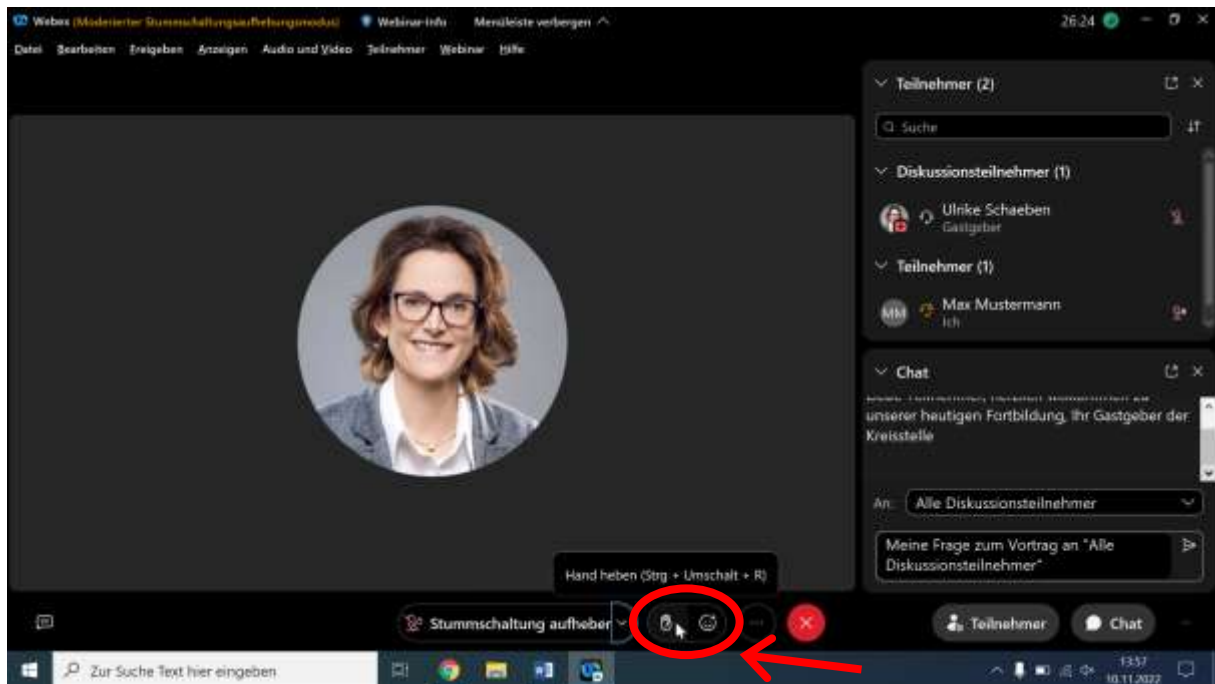 Webex (Moderierter Stummschaltungsaufhebungsmodus) Webinar-Info Menüleiste verbergen 26:24
Datei Bearbeiten Freigeben Anzeigen Audio und Video Teilnehmer Webinar Hilfe
Teilnehmer (2)
Suche
Diskussionsteilnehmer (1)
Ulrike Schaeben
Gastgeber
Teilnehmer (1)
MM Max Mustermann
Ich
Chat
unserer heutigen Fortbildung, Ihr Gastgeber der
Kreisstelle
An: Alle Diskussionsteilnehmer
Meine Frage zum Vortrag an "Alle
Diskussionsteilnehmer"
Hand heben (Strg + Umschalt + R)
Stummschaltung aufheben
Teilnehmer
Chat
Zur Suche Text hier eingeben
13:57
10.11.2022